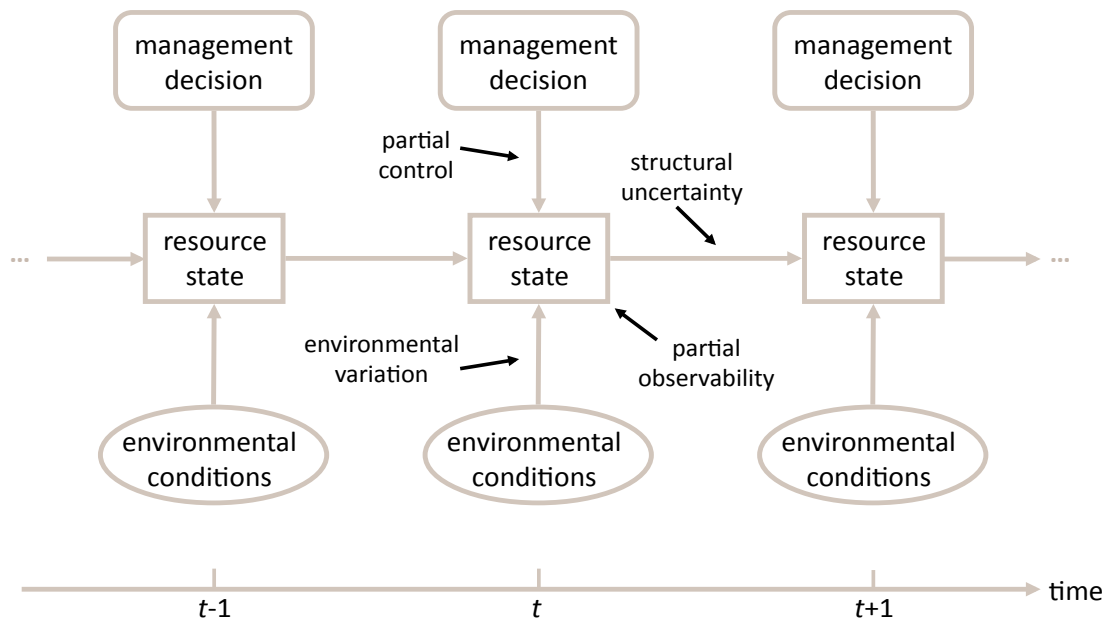 management
decision
management
decision
management
decision
partial
control
structural
uncertainty
...
resource
state
resource
state
resource
state
...
environmental
variation
partial
observability
environmental
conditions
environmental
conditions
environmental
conditions
time
t-1
t
t+1